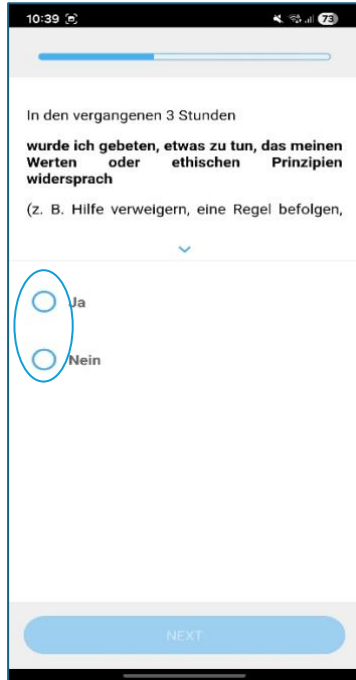 10:39
73
In den vergangenen 3 Stunden
wurde ich gebeten, etwas zu tun, das meinen
Werten oder ethischen Prinzipien
widersprach
(z. B. Hilfe verweigern, eine Regel befolgen,
Ja
Nein
NEXT